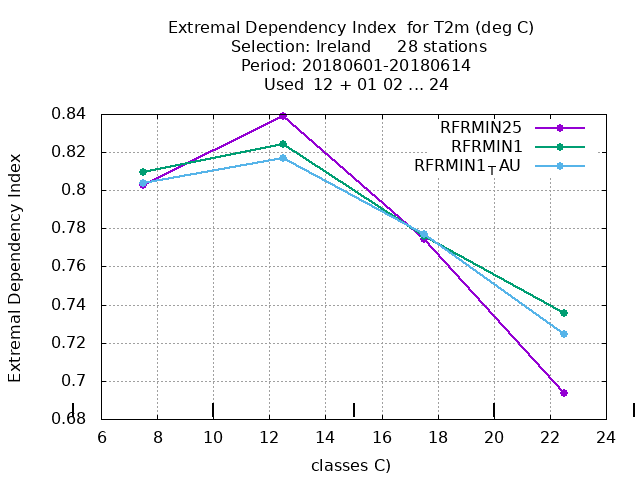 Extremal Dependency Index  for T2m (deg C)
Selection: Ireland     28 stations
Period: 20180601-20180614
Used  12 + 01 02 ... 24
RFRMIN25
RFRMIN1
RFRMIN1TAU
Extremal Dependency Index
0.84
0.82
0.8
0.78
0.76
0.74
0.72
0.7
0.68
6 8 10 12 14 16 18 20 22 24
classes C)